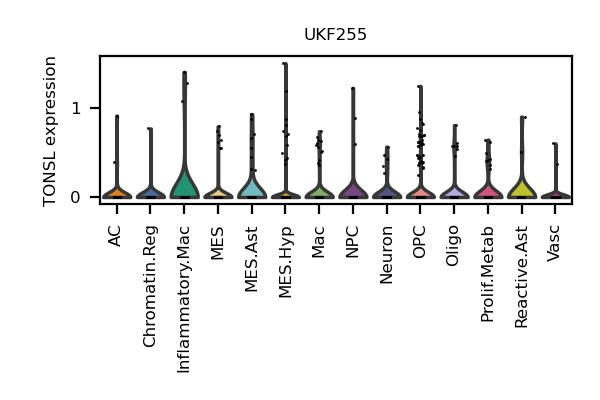 UKF255
TONSL expression
1
0
AC
Chromatin.Reg
Inflammatory.Mac
MES
MES.Ast
MES.Hyp
Mac
NPC
Neuron
OPC
Oligo
Prolif.Metab
Reactive.Ast
Vasc